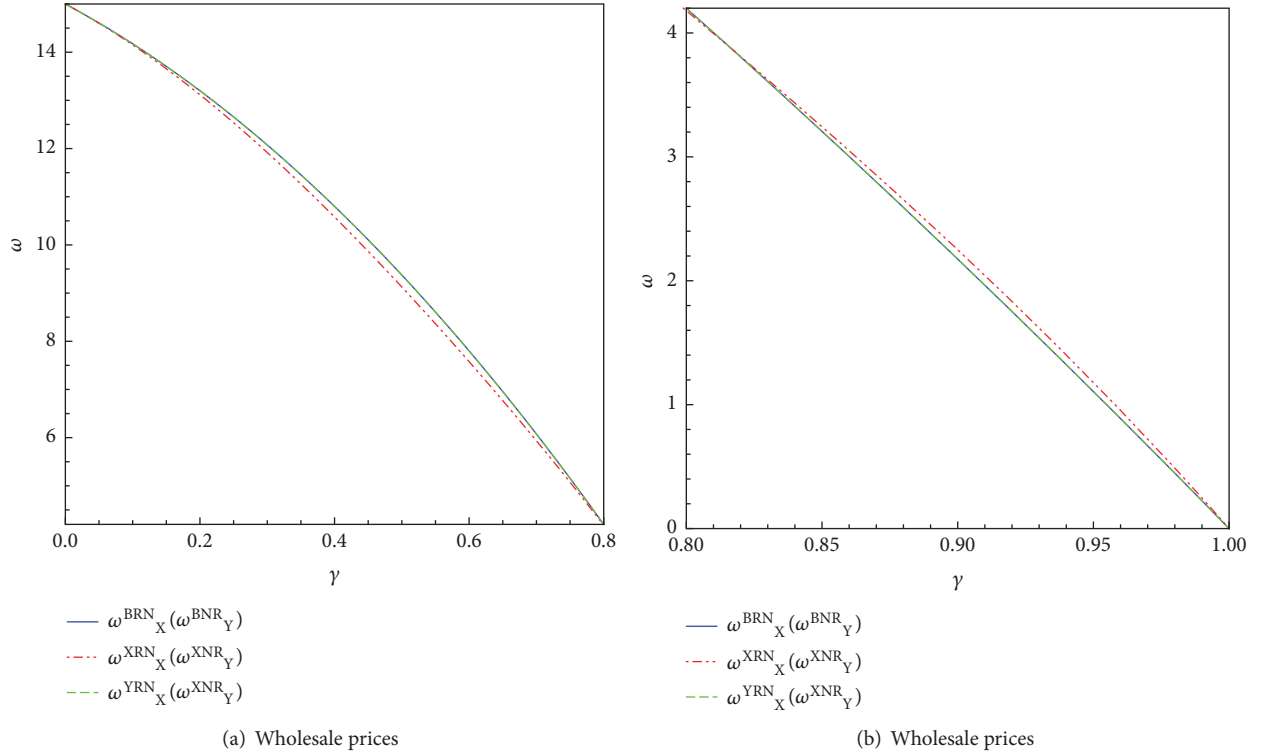 14
12
10
8
6
ω
0.0 0.2 0.4 0.6 0.8
γ
ω^BRN_X(ω^BNR_Y)
ω^XRN_X(ω^XNR_Y)
ω^YRN_X(ω^XNR_Y)
(a) Wholesale prices
4
3
2
1
0
ω
0.80 0.85 0.90 0.95 1.00
γ
ω^BRN_X(ω^BNR_Y)
ω^XRN_X(ω^XNR_Y)
ω^YRN_X(ω^XNR_Y)
(b) Wholesale prices